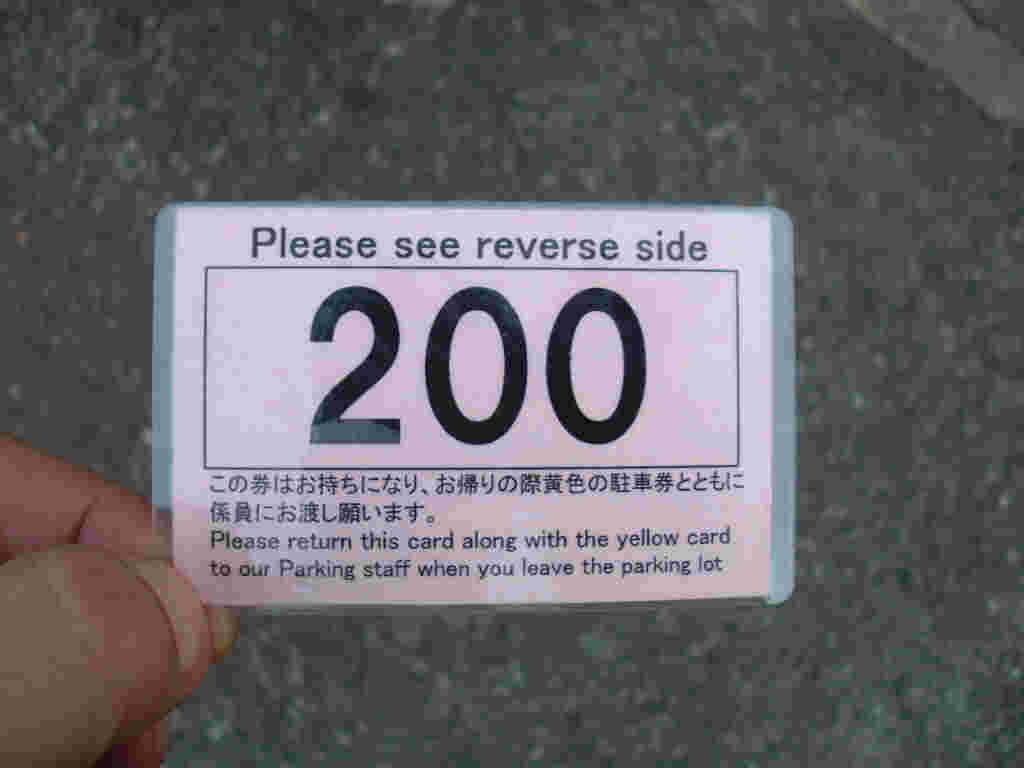 Please see reverse side
200
この券はお持ちになり、お帰りの際黄色の駐車券とともに
係員にお渡し願います。
Please return this card along with the yellow card
to our Parking staff when you leave the parking lot